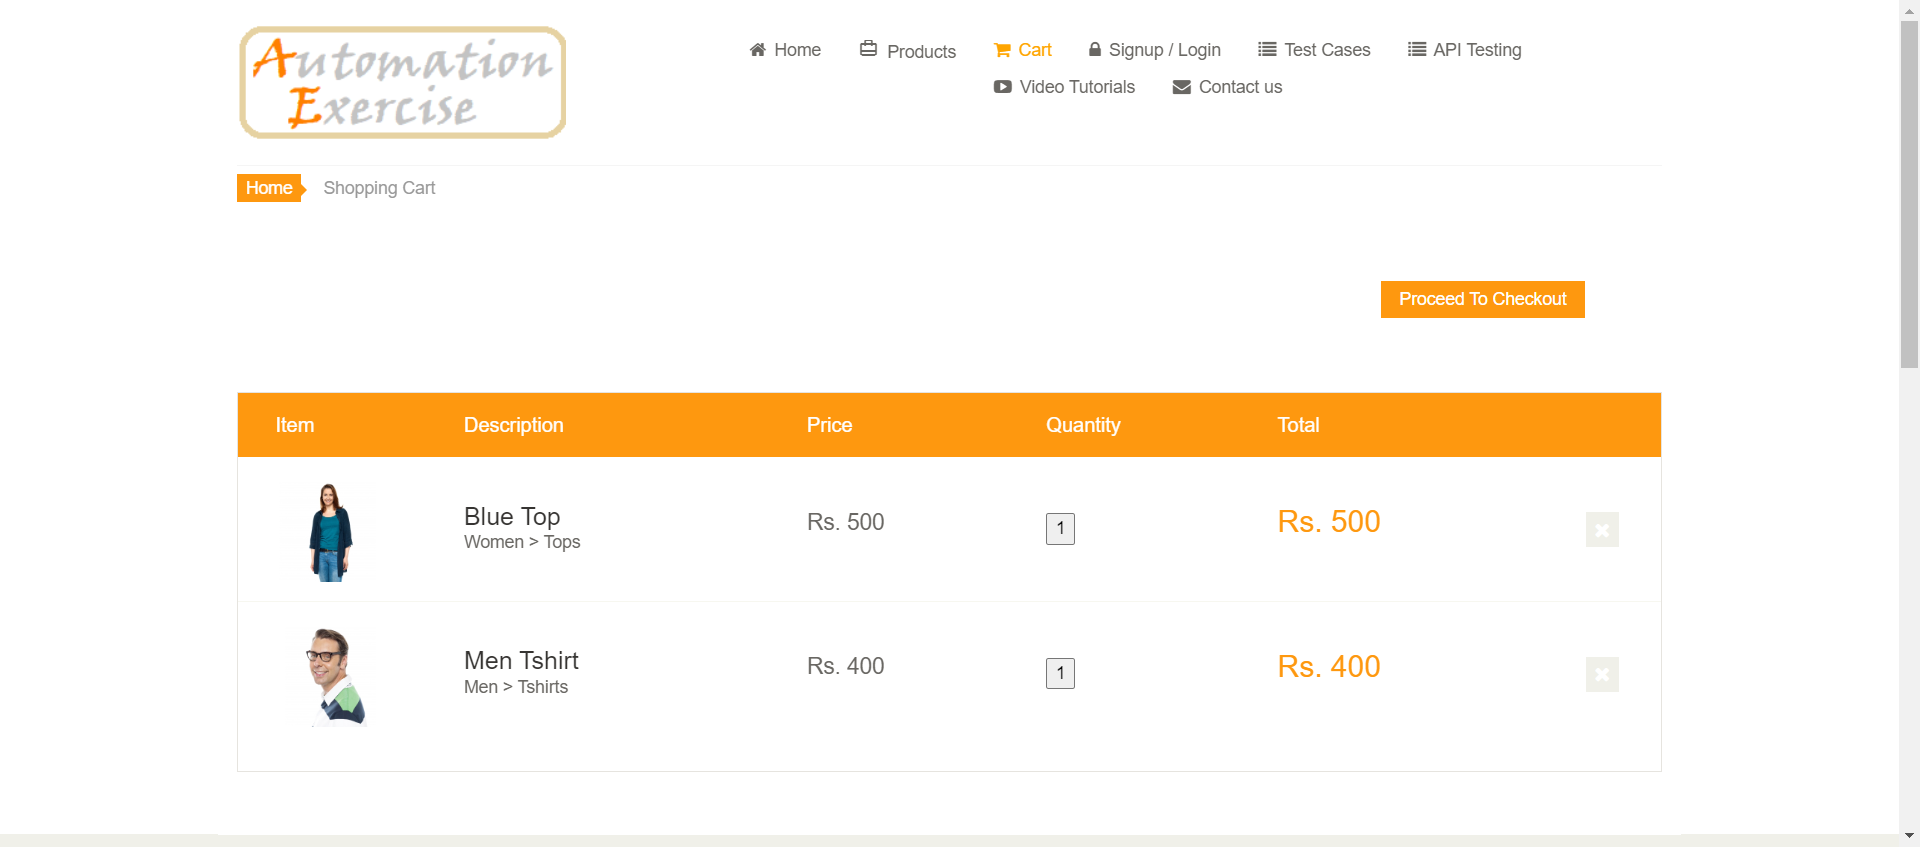 Automation
Exercise
Home Products Cart Signup / Login Test Cases API Testing
Video Tutorials Contact us
Home Shopping Cart
Proceed To Checkout
Item Description Price Quantity Total
Blue Top
Women > Tops
Rs. 500 1 Rs. 500
Men Tshirt
Men > Tshirts
Rs. 400 1 Rs. 400